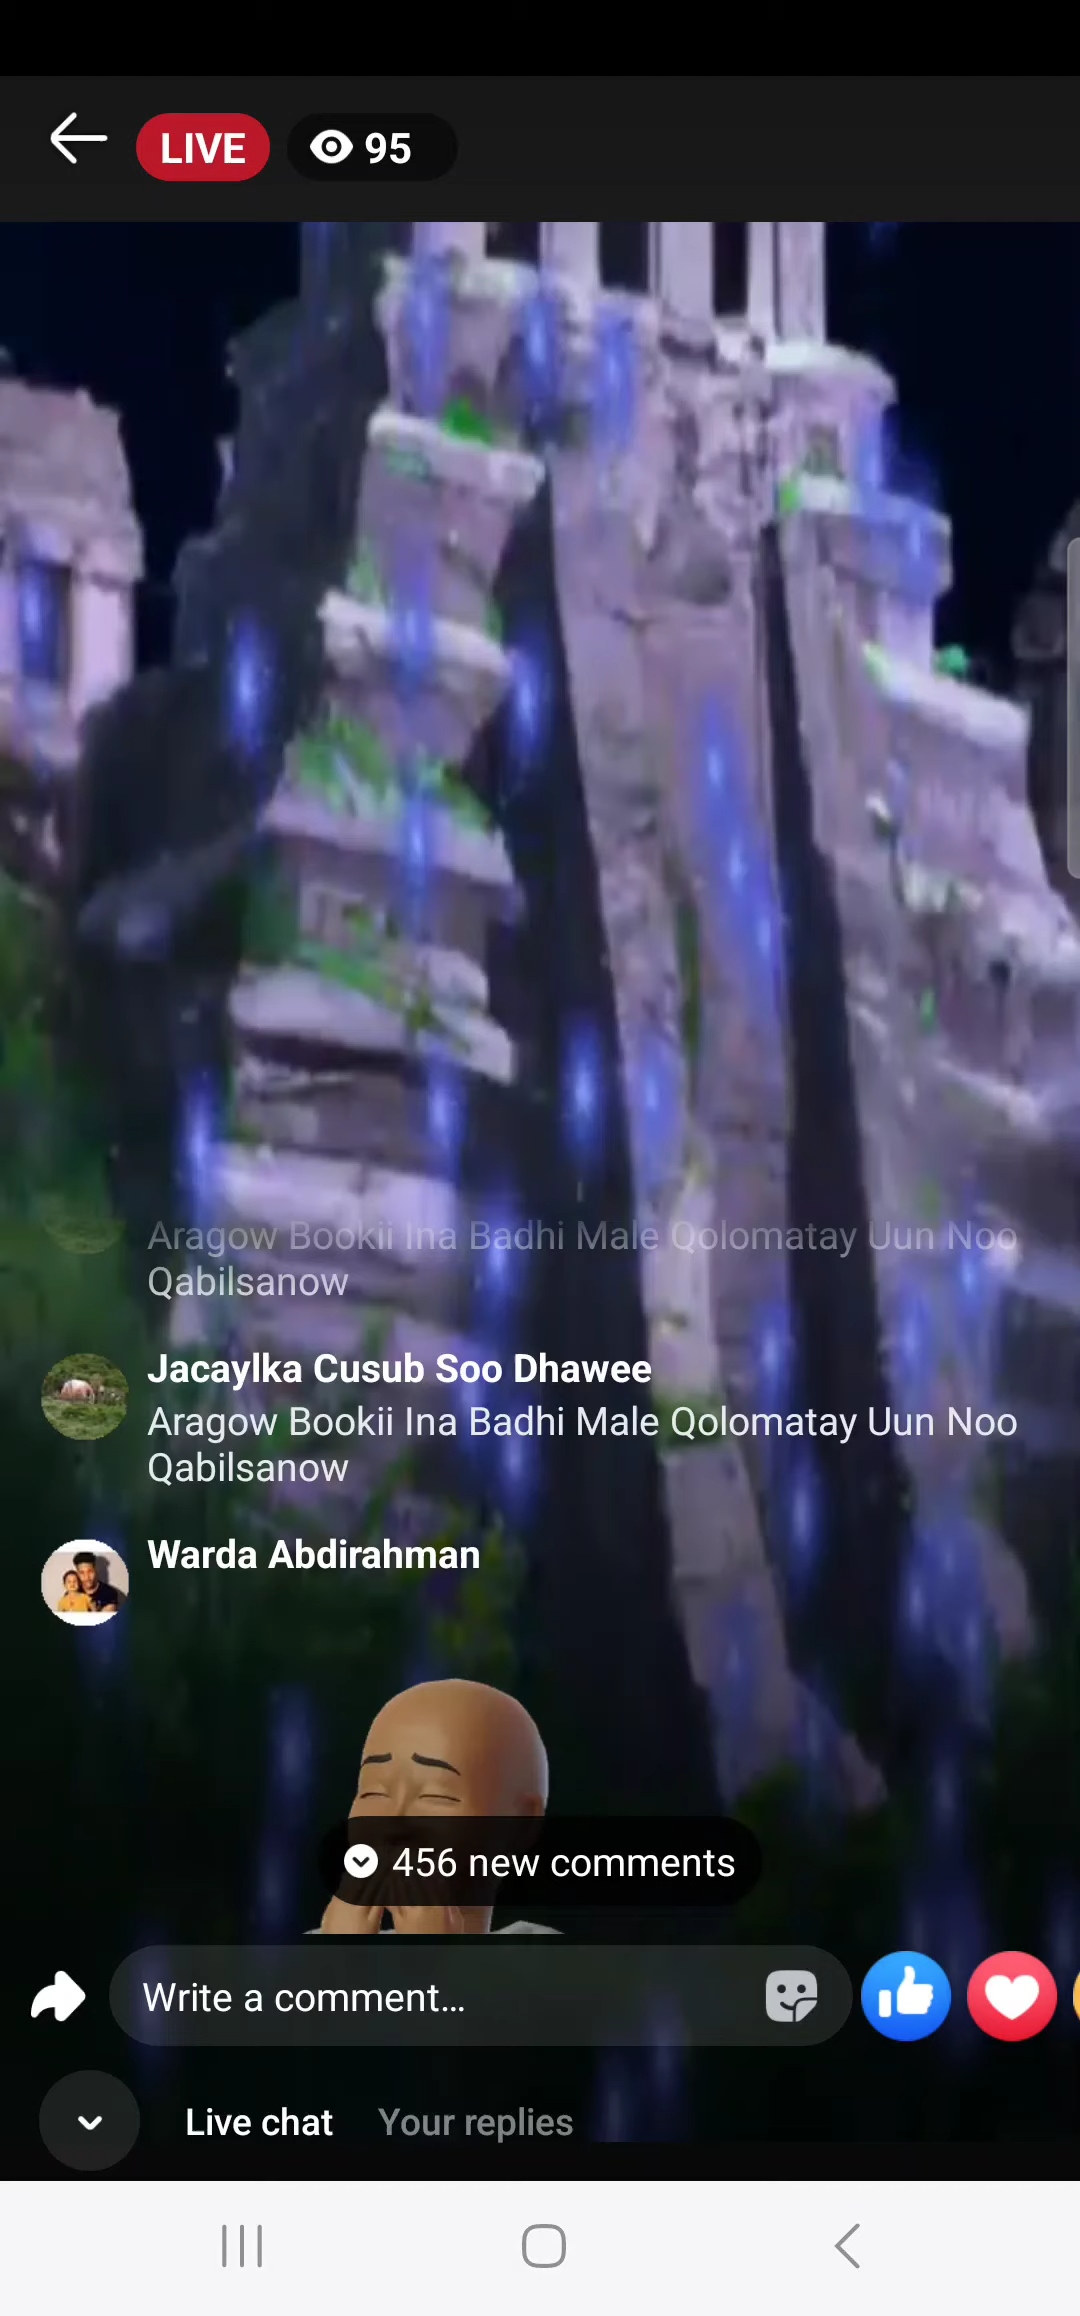 LIVE 95
Aragow Bookii Ina Badhi Male Qolomatay Uun Noo
Qabilsanow
Jacaylka Cusub Soo Dhawee
Aragow Bookii Ina Badhi Male Qolomatay Uun Noo
Qabilsanow
Warda Abdirahman
456 new comments
Write a comment...
Live chat Your replies